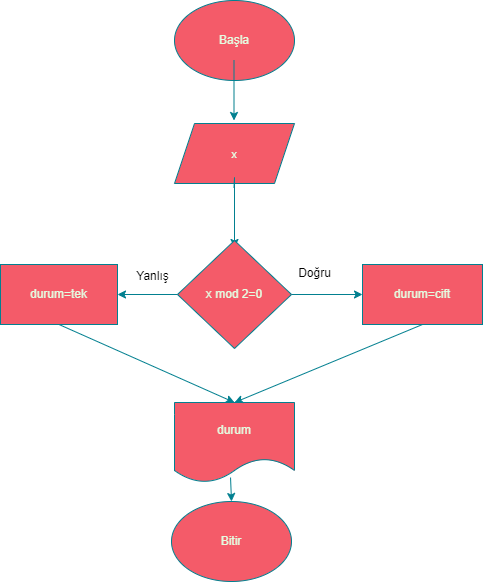 Başla
x
Yanlış
Doğru
durum=tek
x mod 2=0
durum=cift
durum
Bitir